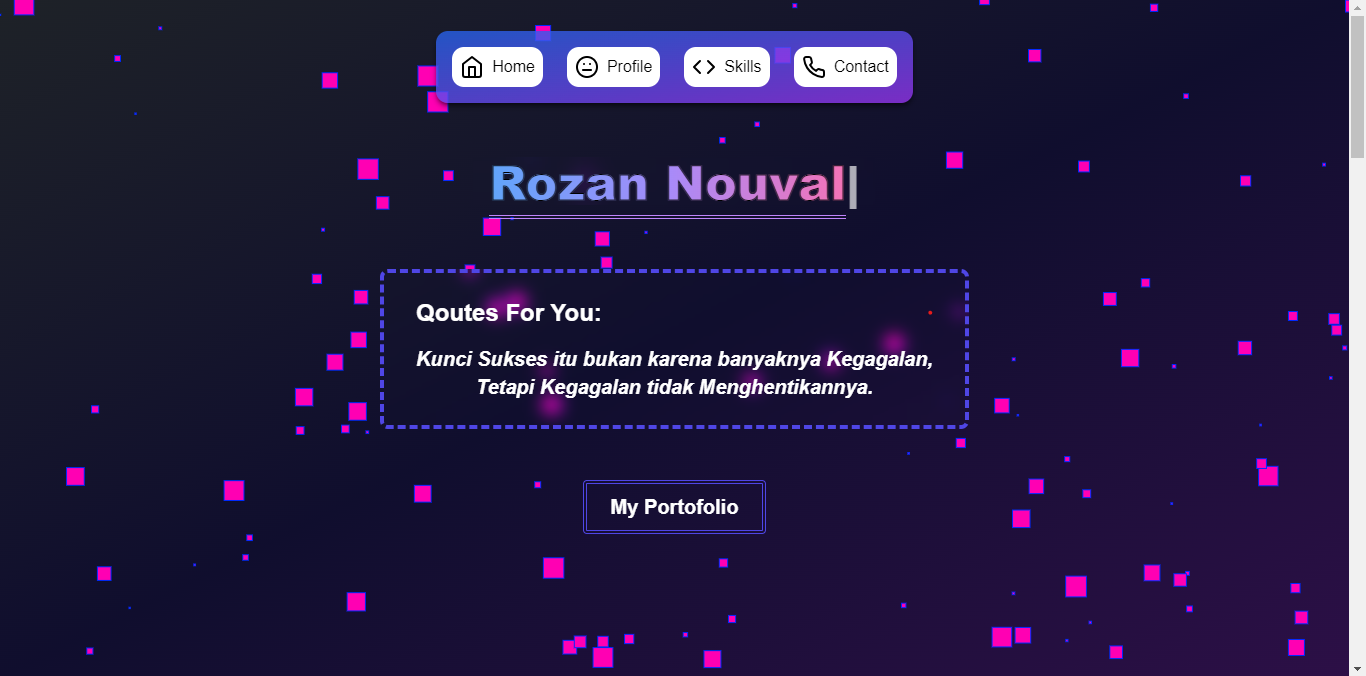 Home Profile Skills Contact
Rozan Nouval|
Qoutes For You:
Kunci Sukses itu bukan karena banyaknya Kegagalan,
Tetapi Kegagalan tidak Menghentikannya.
My Portofolio